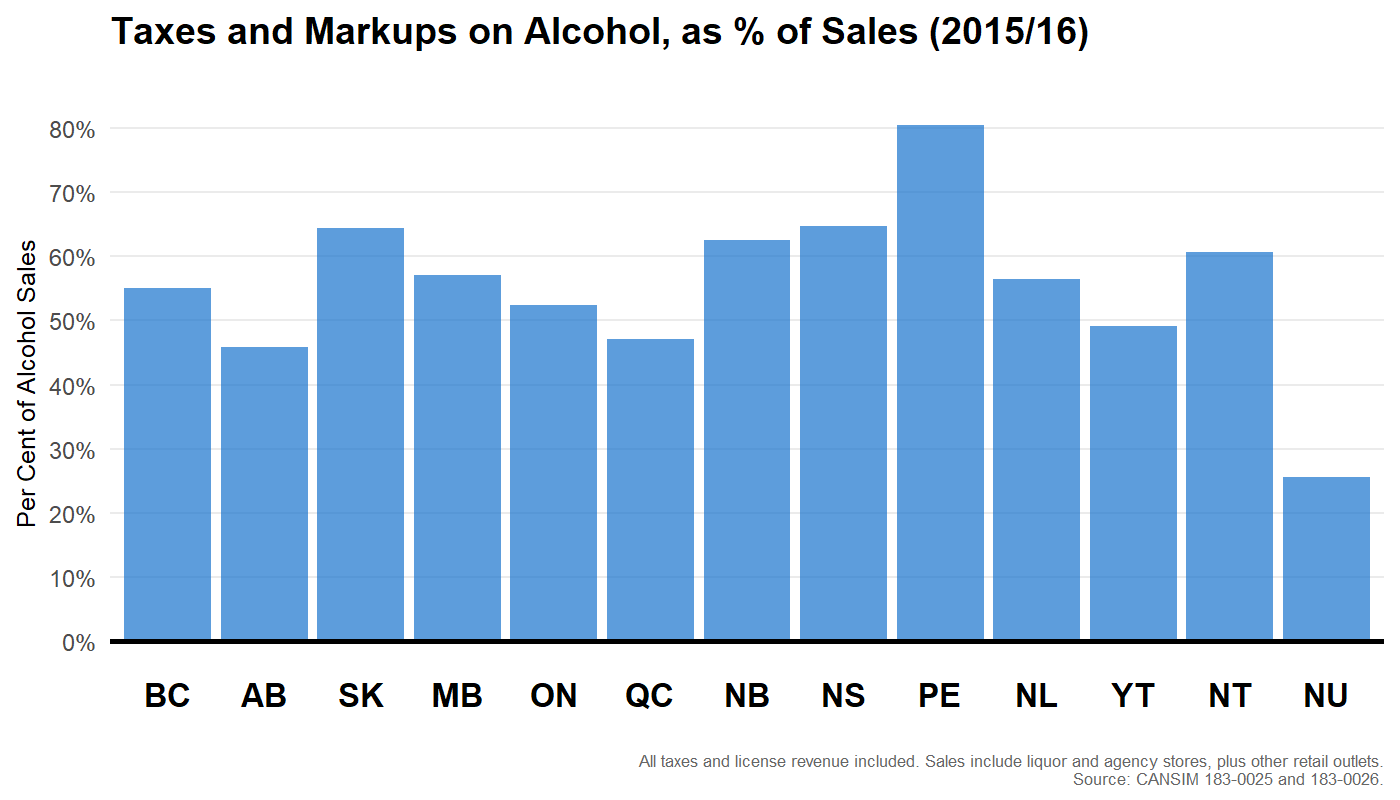 Taxes and Markups on Alcohol, as % of Sales (2015/16)
Per Cent of Alcohol Sales
80%
70%
60%
50%
40%
30%
20%
10%
0%
BC AB SK MB ON QC NB NS PE NL YT NT NU
All taxes and license revenue included. Sales include liquor and agency stores, plus other retail outlets.
Source: CANSIM 183-0025 and 183-0026.